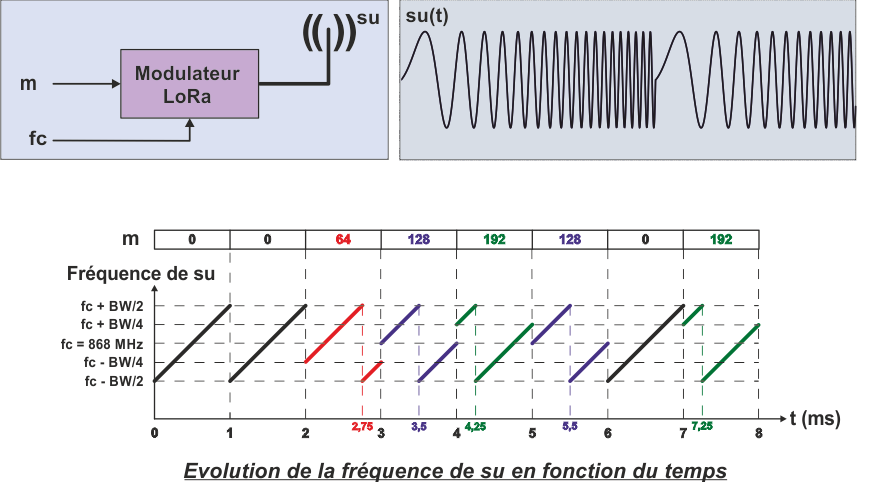 su
su(t)
m
Modulateur
LoRa
fc
m 0 0 64 128 192 128 0 192
Fréquence de su
fc + BW/2
fc + BW/4
fc = 868 MHz
fc - BW/4
fc - BW/2
2,75 3,5 4,25 5,5 7,25
0 1 2 3 4 5 6 7 8
t (ms)
Evolution de la fréquence de su en fonction du temps